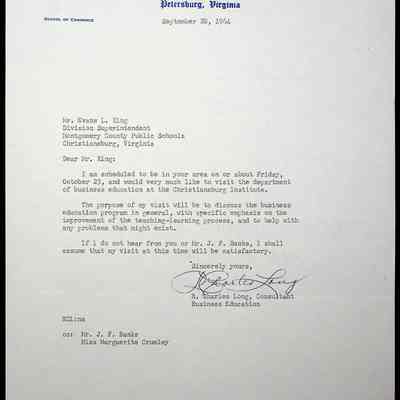 Petersburg, Virginia
School of Commerce
September 28, 1964
Mr. Evans L. King
Division Superintendent
Montgomery County Public Schools
Christiansburg, Virginia
Dear Mr. King:
I am scheduled to be in your area on or about Friday,
October 23, and would very much like to visit the department
of business education at the Christiansburg Institute.
The purpose of my visit will be to discuss the business
education program in general, with specific emphasis on the
improvement of the teaching-learning process, and to help with
any problems that might exist.
If I do not hear from you or Mr. J. F. Banks, I shall
assume that my visit at this time will be satisfactory.
Sincerely yours,
N. Charles Long
N. Charles Long, Consultant
Business Education
cc: Mr. J. F. Banks
Miss Marguerite Crumley